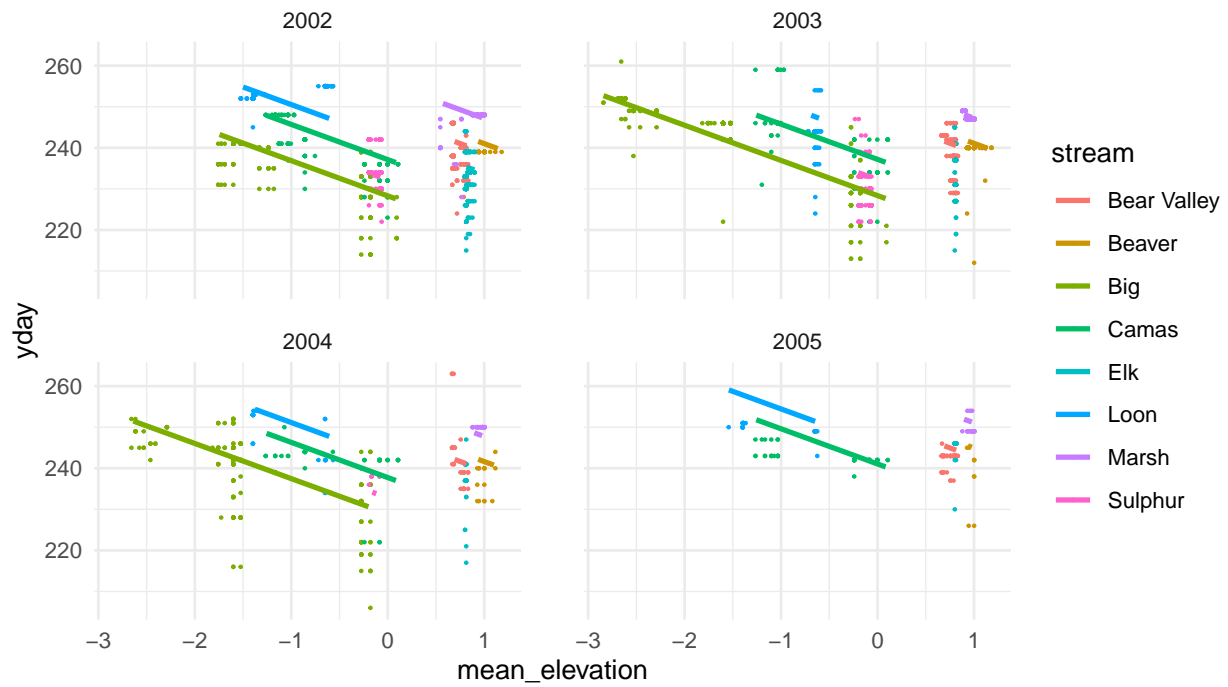 2002
2003
260
240
220
yday
2004
2005
260
240
220
−3
−2
−1
0
1
−3
−2
−1
0
1
mean_elevation
stream
Bear Valley
Beaver
Big
Camas
Elk
Loon
Marsh
Sulphur